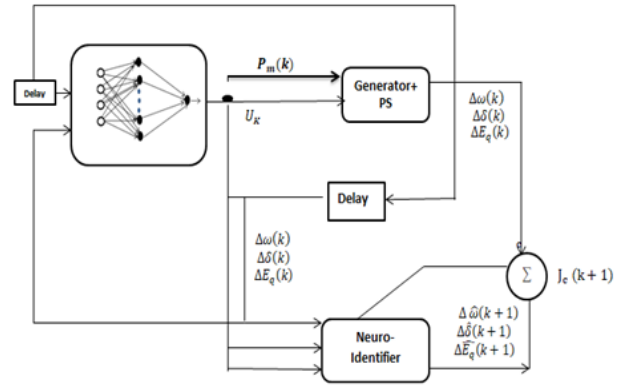 P_m(k)
Generator+
PS
Delay
U_K
Δω(k)
Δδ(k)
ΔE_q(k)
Delay
Δω(k)
Δδ(k)
ΔE_q(k)
Σ
J_c (k+1)
Neuro-
Identifier
Δω̂(k+1)
Δδ̂(k+1)
ΔÊ_q(k+1)